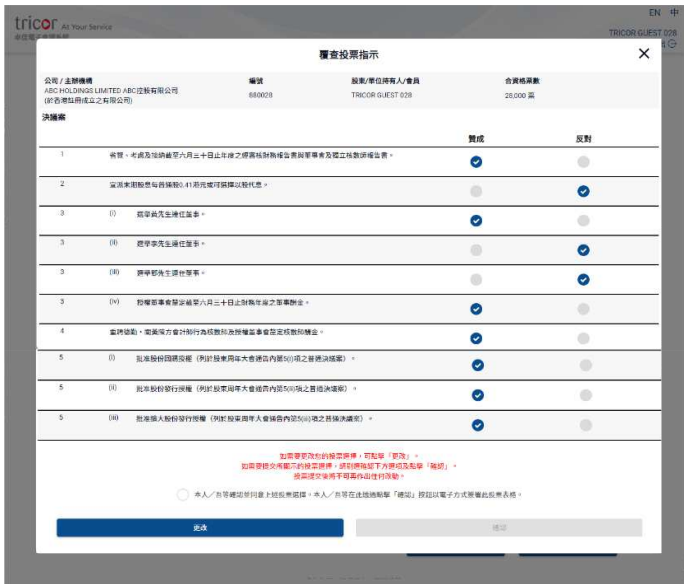 EN 中
tricor As Your Service
TRICOR GUEST 028
覆查投票指示
公司 / 主辦機構 編號 股東/單位持有人/會員 合資格票數
ABC HOLDINGS LIMITED ABC控股有限公司 880028 TRICOR GUEST 028 28,000 票
(於香港註冊成立之有限公司)
決議案
贊成 反對
1 省覽、考慮及接納截至六月三十日止年度之經審核財務報告書與董事會及獨立核數師報告書。
2 宣派末期股息每普通股0.41港元或可選擇以股代息。
3 (i) 選舉黃先生連任董事。
3 (ii) 選舉李先生連任董事。
3 (iii) 選舉鄧先生連任董事。
3 (iv) 授權董事會釐定截至六月三十日止財務年度之董事酬金。
4 重聘德勤•關黃陳方會計師行為核數師及授權董事會釐定核數師酬金。
5 (i) 批准股份回購授權（列於股東周年大會通告內第5(i)項之普通決議案）。
5 (ii) 批准股份發行授權（列於股東周年大會通告內第5(ii)項之普通決議案）。
5 (iii) 批准擴大股份發行授權（列於股東周年大會通告內第5(iii)項之普通決議案）。
如需要更改您的投票選擇，可點擊「更改」。
如需要提交所顯示的投票選擇，請剔選確認下方選項及點擊「確認」。
投票提交後將不可再作出任何改動。
本人／吾等確認並同意上述投票選擇。本人／吾等在此透過點擊「確認」按鈕以電子方式簽署此投票表格。
更改 確認